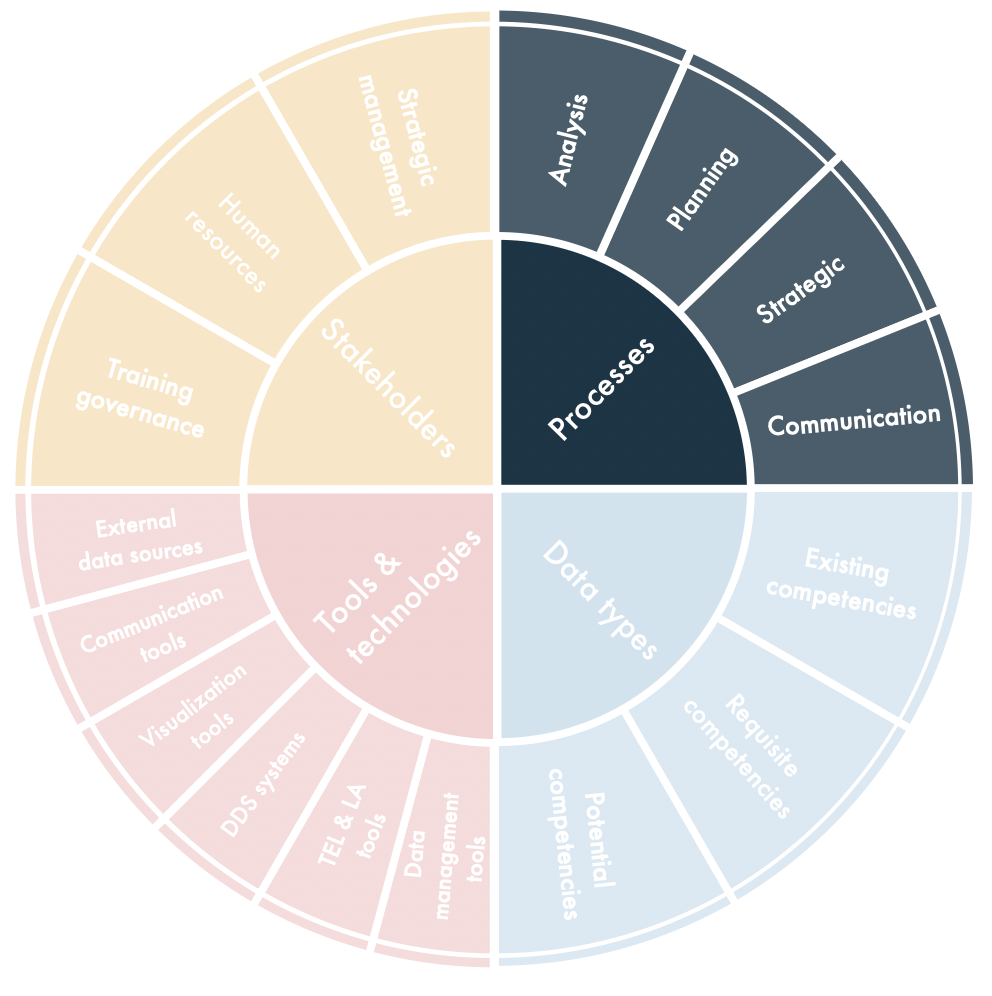 Strategic
management
Human
resources
Training
governance
Stakeholders
Analysis
Planning
Strategic
Communication
Processes
External
data sources
Communication
tools
Visualization
tools
DDS systems
TEL & LA
tools
Data
management
tools
Tools &
technologies
Existing
competencies
Requisite
competencies
Potential
competencies
Data types